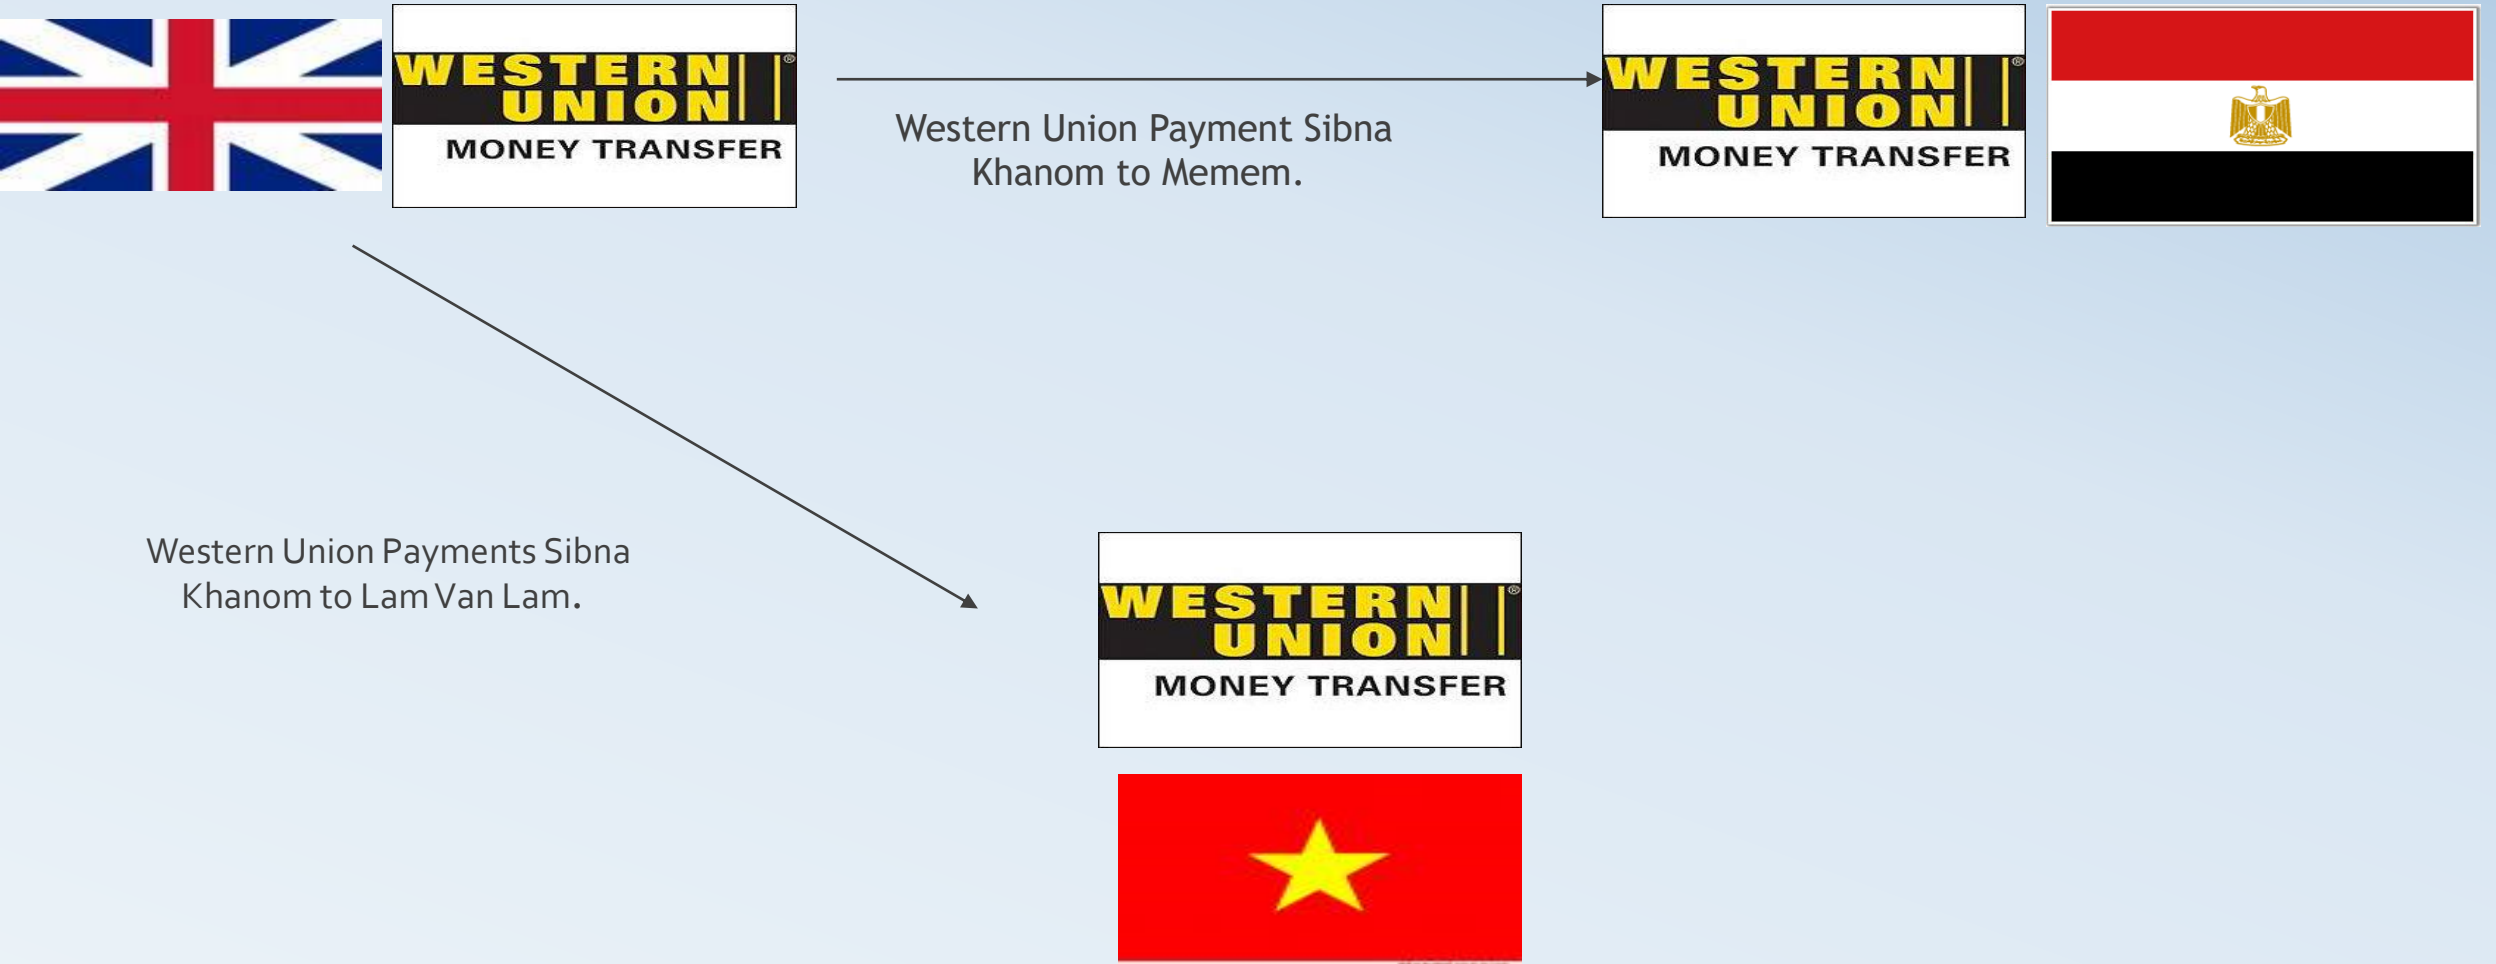 WESTERN
UNION
®
MONEY TRANSFER
Western Union Payment Sibna
Khanom to Memem.
WESTERN
UNION
®
MONEY TRANSFER
Western Union Payments Sibna
Khanom to Lam Van Lam.
WESTERN
UNION
®
MONEY TRANSFER